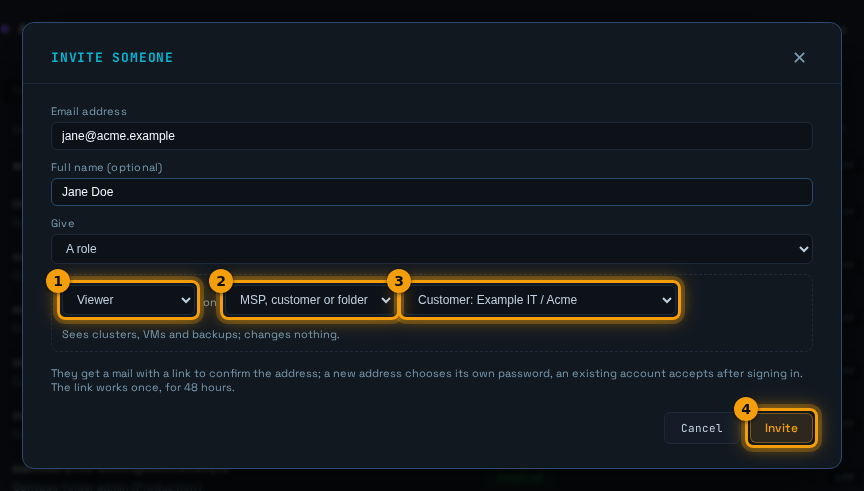 INVITE SOMEONE ✕
Email address
jane@acme.example
Full name (optional)
Jane Doe
Give
A role
1 2 3
Viewer on MSP, customer or folder Customer: Example IT / Acme
Sees clusters, VMs and backups; changes nothing.
They get a mail with a link to confirm the address; a new address chooses its own password, an existing account accepts after signing in.
The link works once, for 48 hours.
4
Cancel Invite